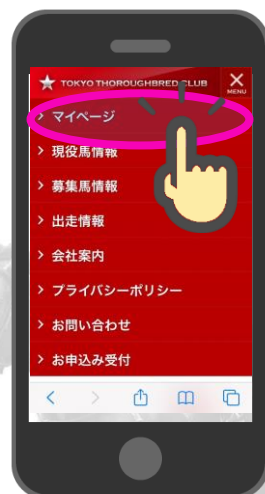 TOKYO THOROUGHBRED CLUB
MENU
マイページ
現役馬情報
募集馬情報
出走情報
会社案内
プライバシーポリシー
お問い合わせ
お申込み受付